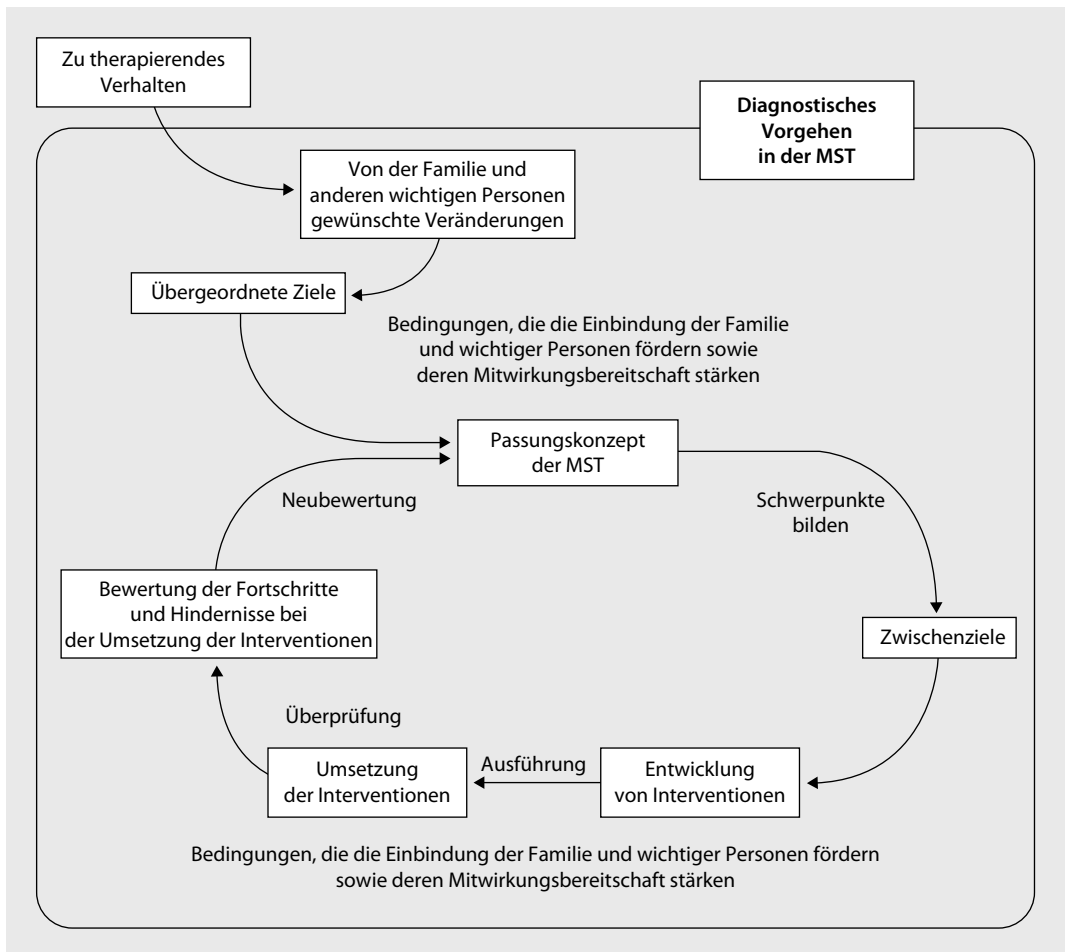 Zu therapierendes
Verhalten
Diagnostisches
Vorgehen
in der MST
Von der Familie und
anderen wichtigen Personen
gewünschte Veränderungen
Übergeordnete Ziele
Bedingungen, die die Einbindung der Familie
und wichtiger Personen fördern sowie
deren Mitwirkungsbereitschaft stärken
Passungskonzept
der MST
Neubewertung
Schwerpunkte
bilden
Bewertung der Fortschritte
und Hindernisse bei
der Umsetzung der Interventionen
Zwischenziele
Überprüfung
Umsetzung
der Interventionen
Ausführung
Entwicklung
von Interventionen
Bedingungen, die die Einbindung der Familie und wichtiger Personen fördern
sowie deren Mitwirkungsbereitschaft stärken